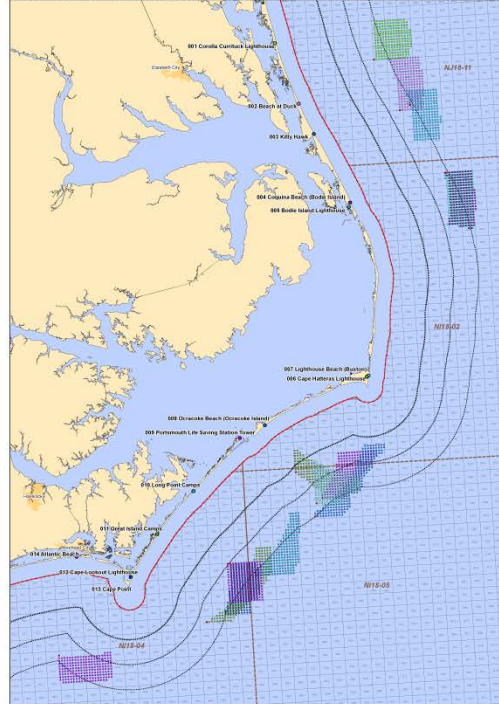 001 Corolla Currituck Lighthouse
Elizabeth City
NJ18-11
002 Beach at Duck
003 Kitty Hawk
004 Coquina Beach (Bodie Island)
005 Bodie Island Lighthouse
NI18-02
007 Lighthouse Beach (Buxton)
006 Cape Hatteras Lighthouse
008 Ocracoke Beach (Ocracoke Island)
009 Portsmouth Life Saving Station Tower
010 Long Point Camps
Havelock
011 Great Island Camps
014 Atlantic Beach
012 Cape Lookout Lighthouse
013 Cape Point
NI18-05
NI18-04